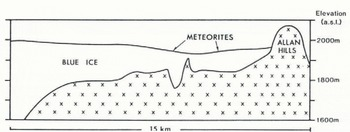 Elevation
(a.s.l.)
METEORITES
ALLAN
HILLS
2000m
BLUE ICE
1800m
1600m
15 km